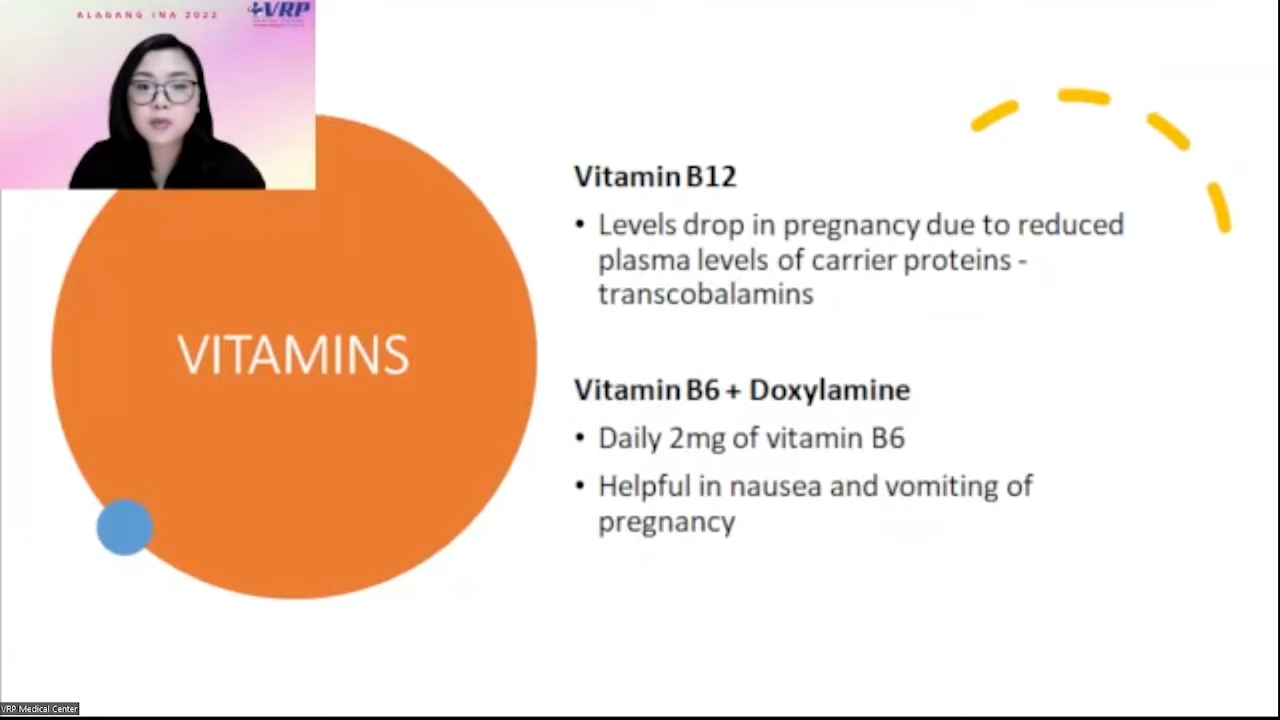 ALAGANG INA 2022
VRP
VITAMINS
Vitamin B12
• Levels drop in pregnancy due to reduced
plasma levels of carrier proteins -
transcobalamins
Vitamin B6 + Doxylamine
• Daily 2mg of vitamin B6
• Helpful in nausea and vomiting of
pregnancy
VRP Medical Center